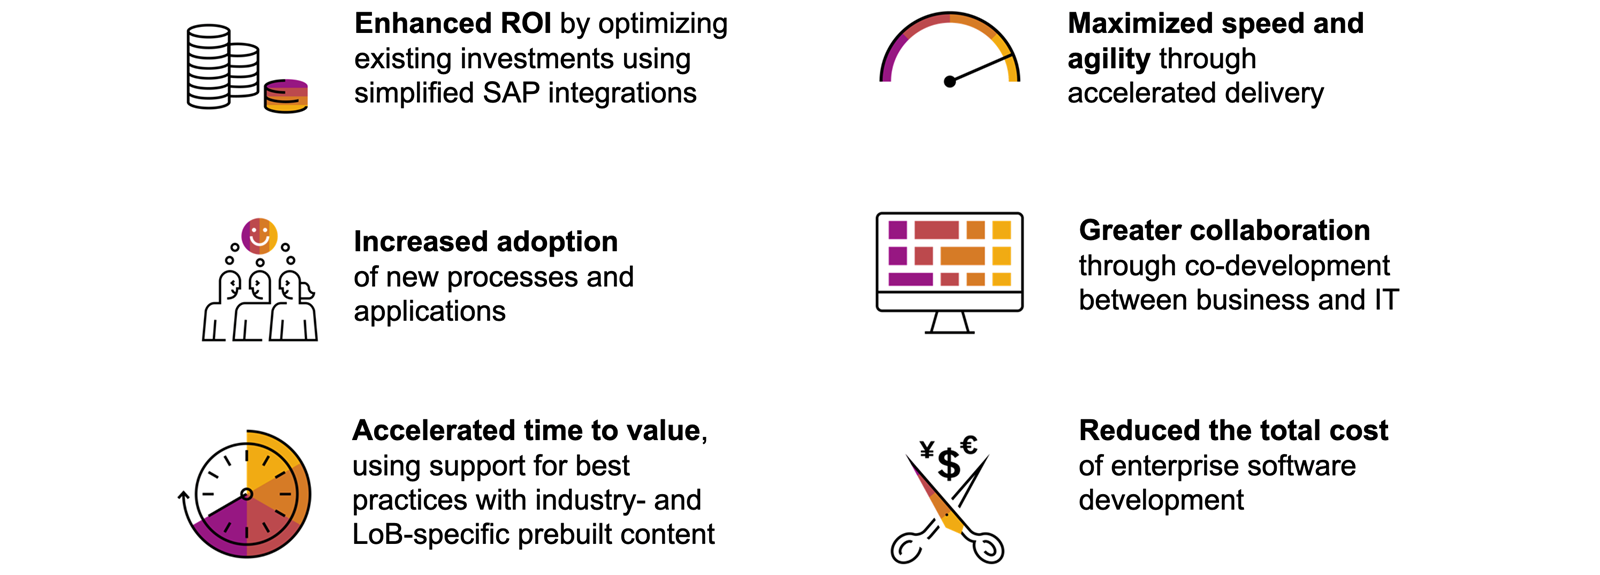 Enhanced ROI by optimizing
existing investments using
simplified SAP integrations
Maximized speed and
agility through
accelerated delivery
Increased adoption
of new processes and
applications
Greater collaboration
through co-development
between business and IT
Accelerated time to value,
using support for best
practices with industry- and
LoB-specific prebuilt content
¥ $ €
Reduced the total cost
of enterprise software
development